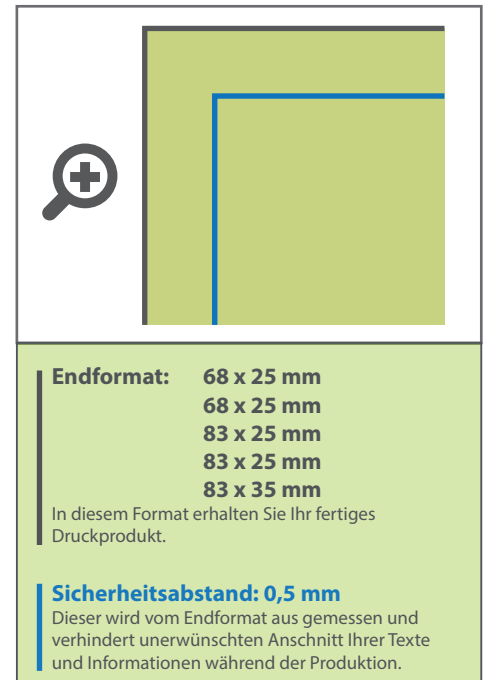 Endformat: 68 x 25 mm
68 x 25 mm
83 x 25 mm
83 x 25 mm
83 x 35 mm
In diesem Format erhalten Sie Ihr fertiges
Druckprodukt.
Sicherheitsabstand: 0,5 mm
Dieser wird vom Endformat aus gemessen und
verhindert unerwünschten Anschnitt Ihrer Texte
und Informationen während der Produktion.